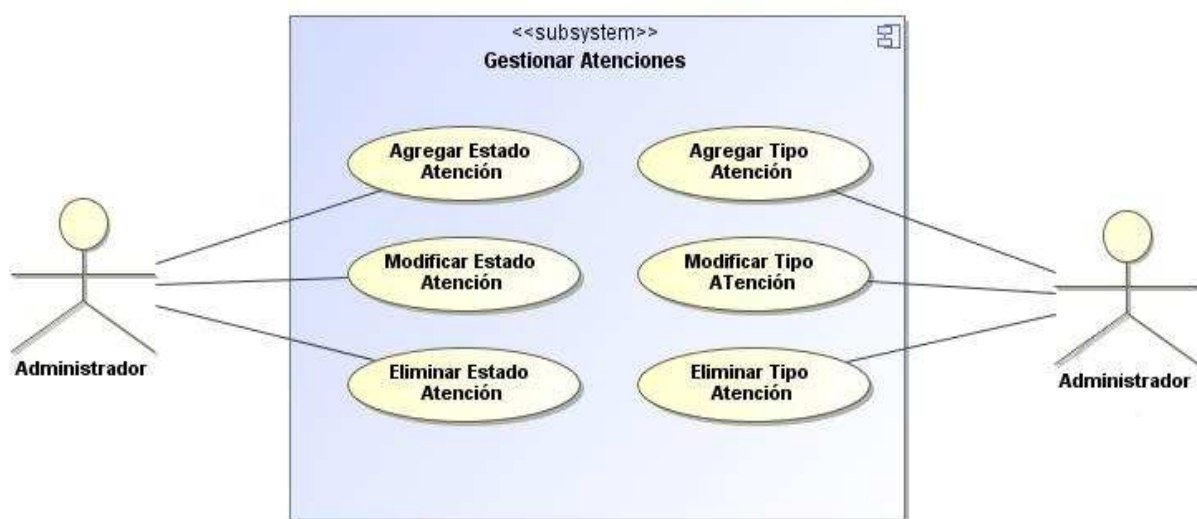 <<subsystem>>
Gestionar Atenciones
Agregar Estado
Atención
Agregar Tipo
Atención
Modificar Estado
Atención
Modificar Tipo
ATención
Eliminar Estado
Atención
Eliminar Tipo
Atención
Administrador
Administrador